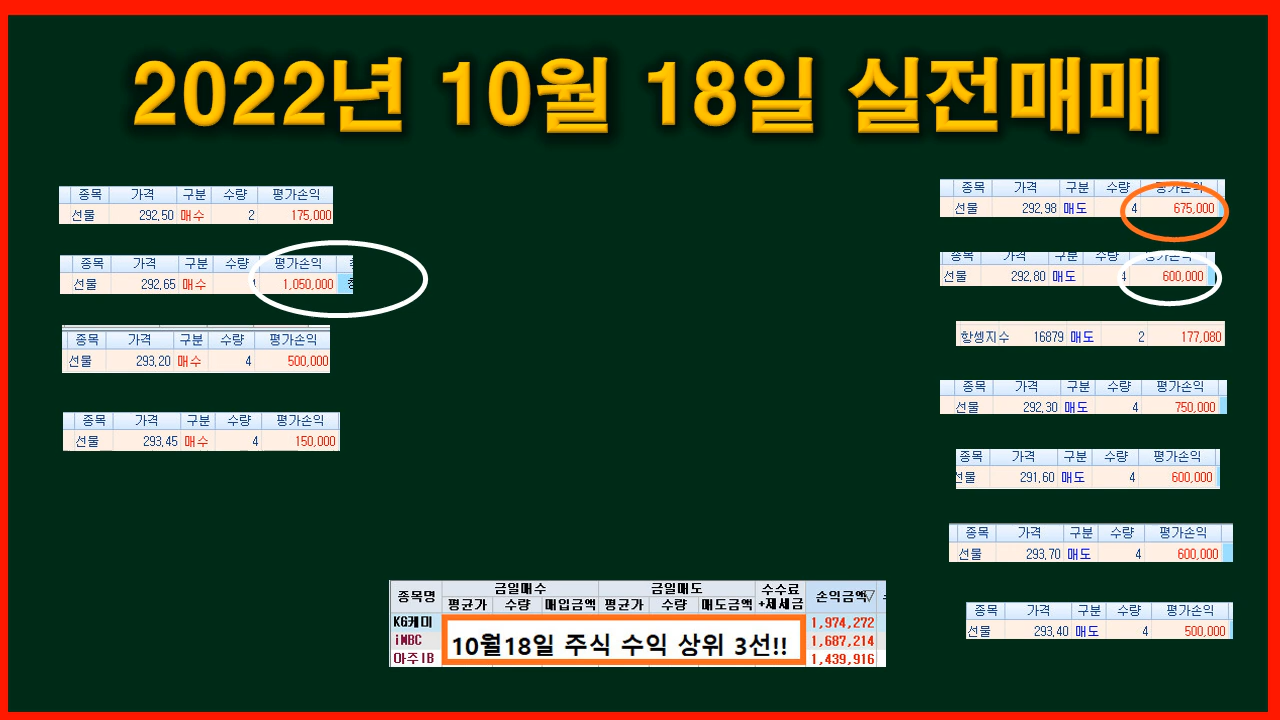 2022년 10월 18일 실전매매
종목 가격 구분 수량 평가손익
선물 292,50 매수 2 175,000
종목 가격 구분 수량 평가손익
선물 292,65 매수 1,050,000
종목 가격 구분 수량 평가손익
선물 293,20 매수 4 500,000
종목 가격 구분 수량 평가손익
선물 293,45 매수 4 150,000
종목 가격 구분 수량 평가손익
선물 292,98 매도 4 675,000
종목 가격 구분 수량 평가손익
선물 292,80 매도 4 600,000
항셍지수 16879 매도 2 177,080
종목 가격 구분 수량 평가손익
선물 292,30 매도 4 750,000
종목 가격 구분 수량 평가손익
선물 291,60 매도 4 600,000
종목 가격 구분 수량 평가손익
선물 293,70 매도 4 600,000
종목 가격 구분 수량 평가손익
선물 293,40 매도 4 500,000
종목명 금일매수 금일매도 수수료+제세금 손익금액▽
평균가 수량 매입금액 평균가 수량 매도금액
KG케미 1,974,272
iMBC 1,687,214
아주IB 1,439,916
10월18일 주식 수익 상위 3선!!